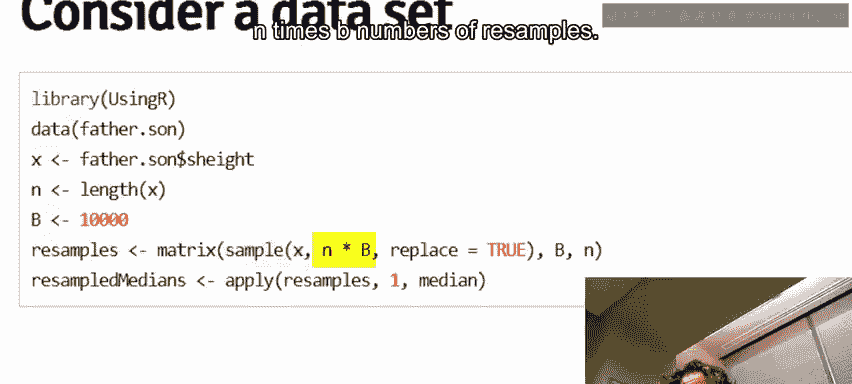 Consider a data set
n times b numbers of resamples.
library(UsingR)
data(father.son)
x <- father.son$sheight
n <- length(x)
B <- 10000
resamples <- matrix(sample(x, n * B, replace = TRUE), B, n)
resampledMedians <- apply(resamples, 1, median)